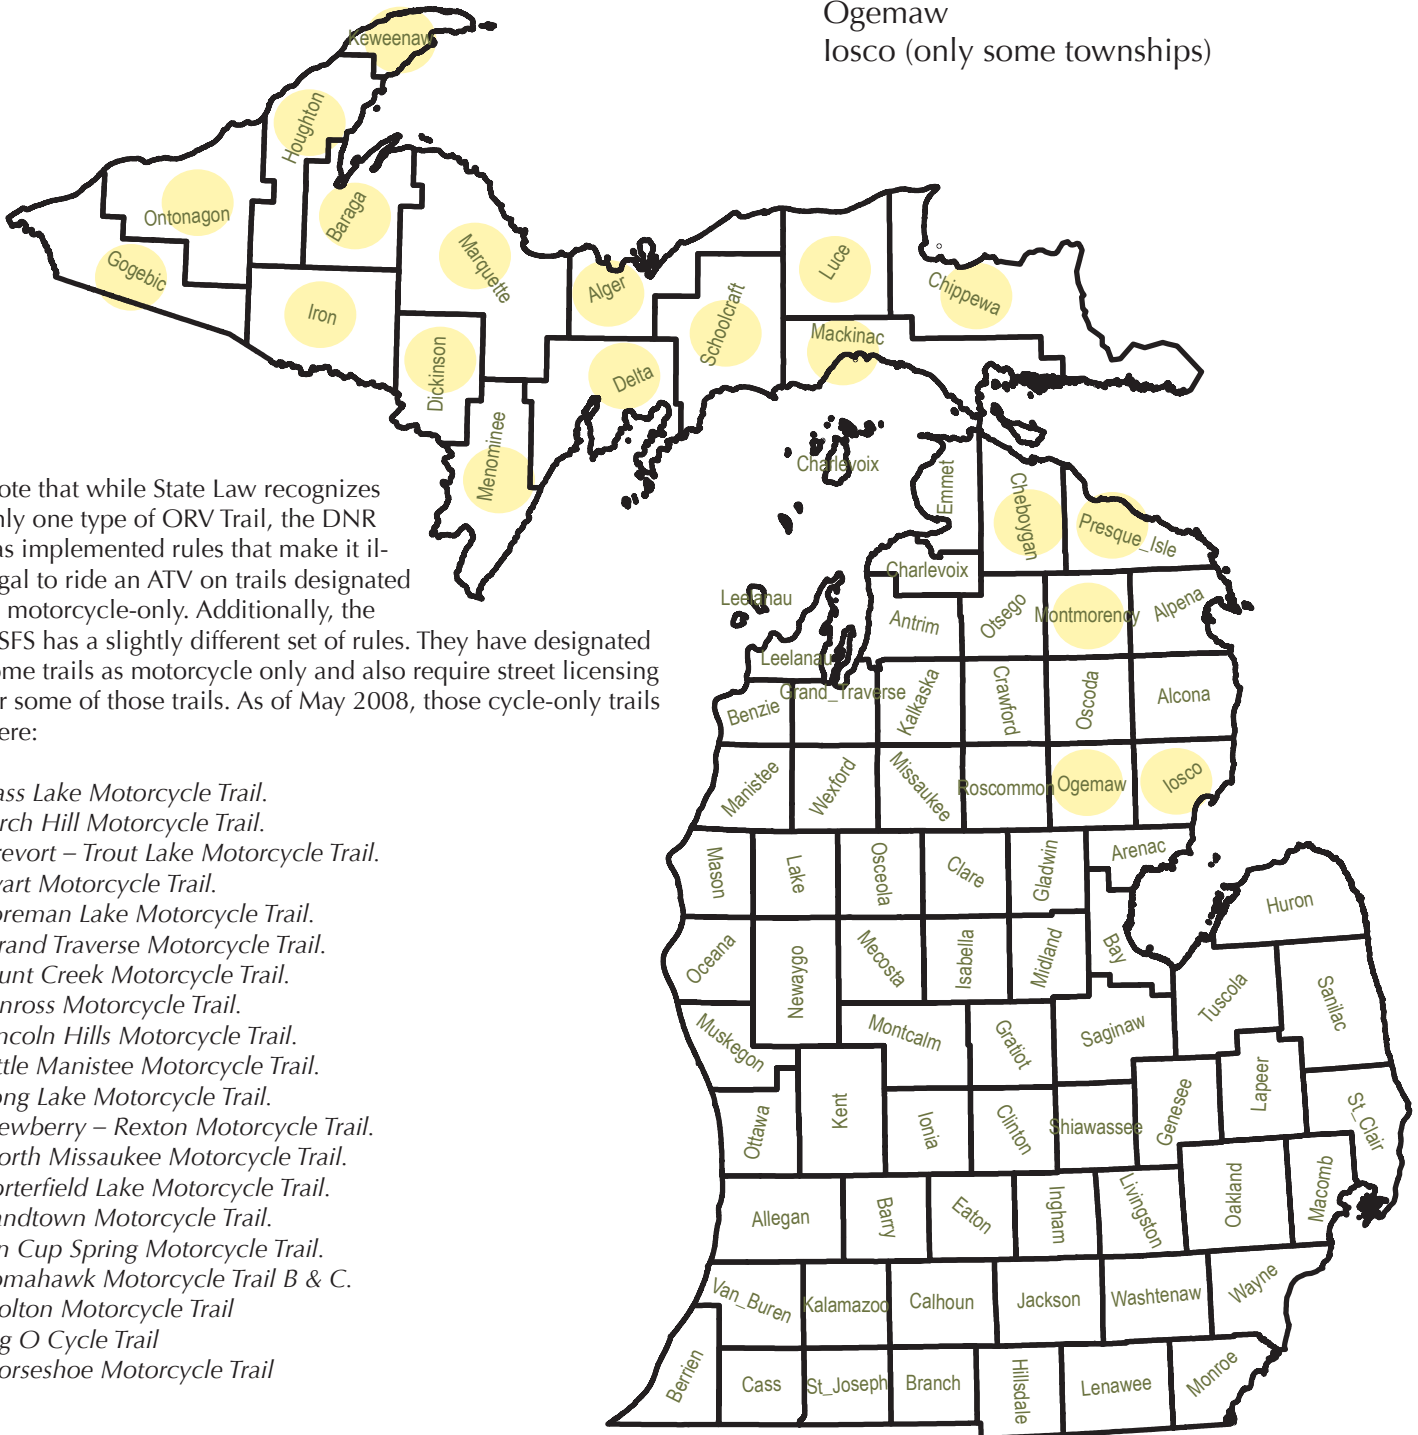 Ogemaw
Iosco (only some townships)
Keweenaw
Houghton
Ontonagon
Baraga
Gogebic
Iron
Marquette
Dickinson
Menominee
Alger
Delta
Schoolcraft
Luce
Mackinac
Chippewa
ote that while State Law recognizes
nly one type of ORV Trail, the DNR
as implemented rules that make it il-
gal to ride an ATV on trails designated
motorcycle-only. Additionally, the
SFS has a slightly different set of rules. They have designated
ome trails as motorcycle only and also require street licensing
r some of those trails. As of May 2008, those cycle-only trails
ere:
ass Lake Motorcycle Trail.
rch Hill Motorcycle Trail.
revort – Trout Lake Motorcycle Trail.
vart Motorcycle Trail.
oreman Lake Motorcycle Trail.
rand Traverse Motorcycle Trail.
unt Creek Motorcycle Trail.
nross Motorcycle Trail.
ncoln Hills Motorcycle Trail.
ttle Manistee Motorcycle Trail.
ong Lake Motorcycle Trail.
ewberry – Rexton Motorcycle Trail.
orth Missaukee Motorcycle Trail.
orterfield Lake Motorcycle Trail.
andtown Motorcycle Trail.
n Cup Spring Motorcycle Trail.
omahawk Motorcycle Trail B & C.
olton Motorcycle Trail
g O Cycle Trail
orseshoe Motorcycle Trail
Charlevoix
Emmet
Cheboygan
Presque_Isle
Charlevoix
Leelanau
Antrim
Otsego
Montmorency
Alpena
Leelanau
Benzie
Grand_Traverse
Kalkaska
Crawford
Oscoda
Alcona
Manistee
Wexford
Missaukee
Roscommon
Ogemaw
Iosco
Mason
Lake
Osceola
Clare
Gladwin
Arenac
Huron
Oceana
Newaygo
Mecosta
Isabella
Midland
Bay
Tuscola
Sanilac
Muskegon
Montcalm
Gratiot
Saginaw
Ottawa
Kent
Ionia
Clinton
Shiawassee
Genesee
Lapeer
St_Clair
Allegan
Barry
Eaton
Ingham
Livingston
Oakland
Macomb
Van_Buren
Kalamazoo
Calhoun
Jackson
Washtenaw
Wayne
Berrien
Cass
St_Joseph
Branch
Hillsdale
Lenawee
Monroe